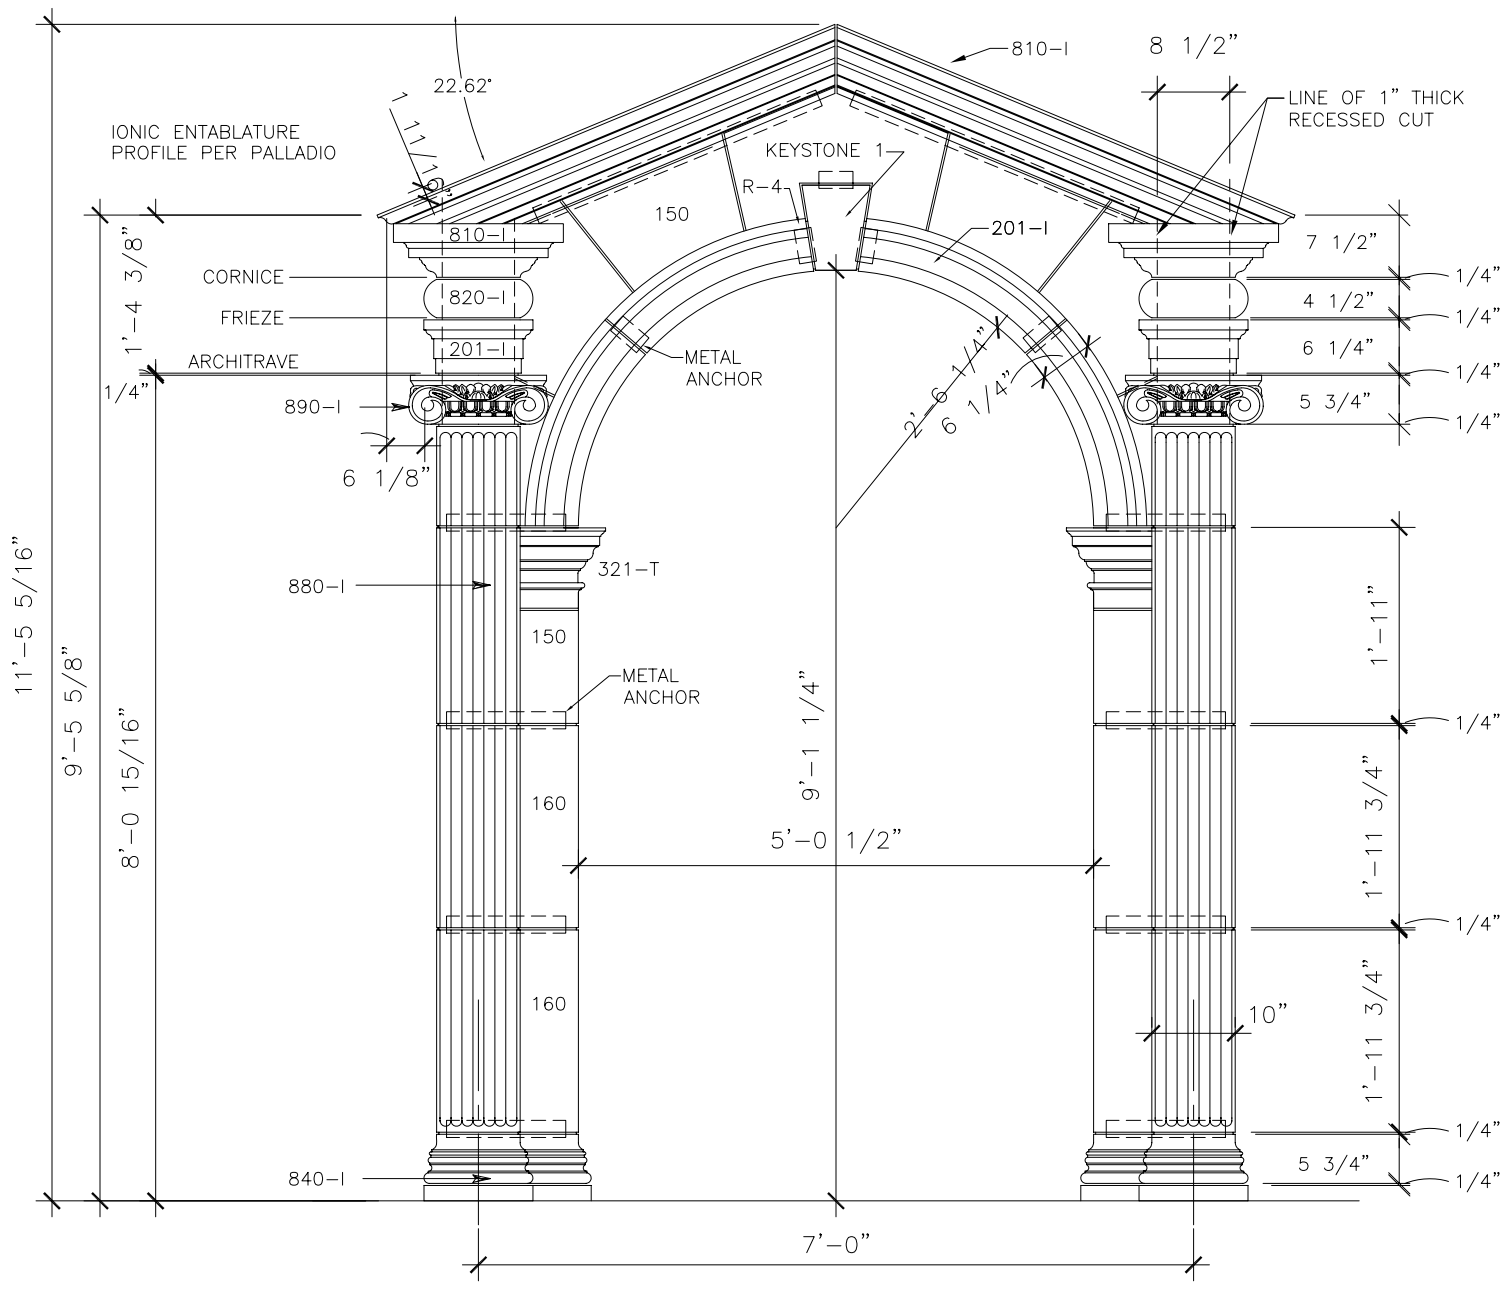 810-I
8 1/2"
22.62°
1 11/16"
LINE OF 1" THICK
RECESSED CUT
IONIC ENTABLATURE
PROFILE PER PALLADIO
KEYSTONE 1
R-4
150
201-I
810-I
7 1/2"
1'-4 3/8"
CORNICE
1/4"
820-I
4 1/2"
FRIEZE
1/4"
201-I
6 1/4"
ARCHITRAVE
METAL
ANCHOR
1/4"
1/4"
890-I
5 3/4"
1/4"
2'-6 1/4"
6 1/4"
6 1/8"
11'-5 5/16"
9'-5 5/8"
8'-0 15/16"
880-I
321-T
150
1'-11"
METAL
ANCHOR
9'-1 1/4"
1/4"
160
5'-0 1/2"
1'-11 3/4"
1/4"
160
10"
1'-11 3/4"
1/4"
840-I
5 3/4"
1/4"
7'-0"